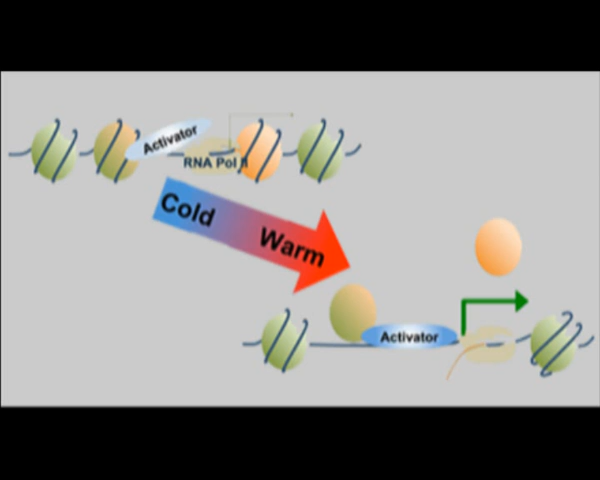 Activator
RNA Pol II
Cold
Warm
Activator